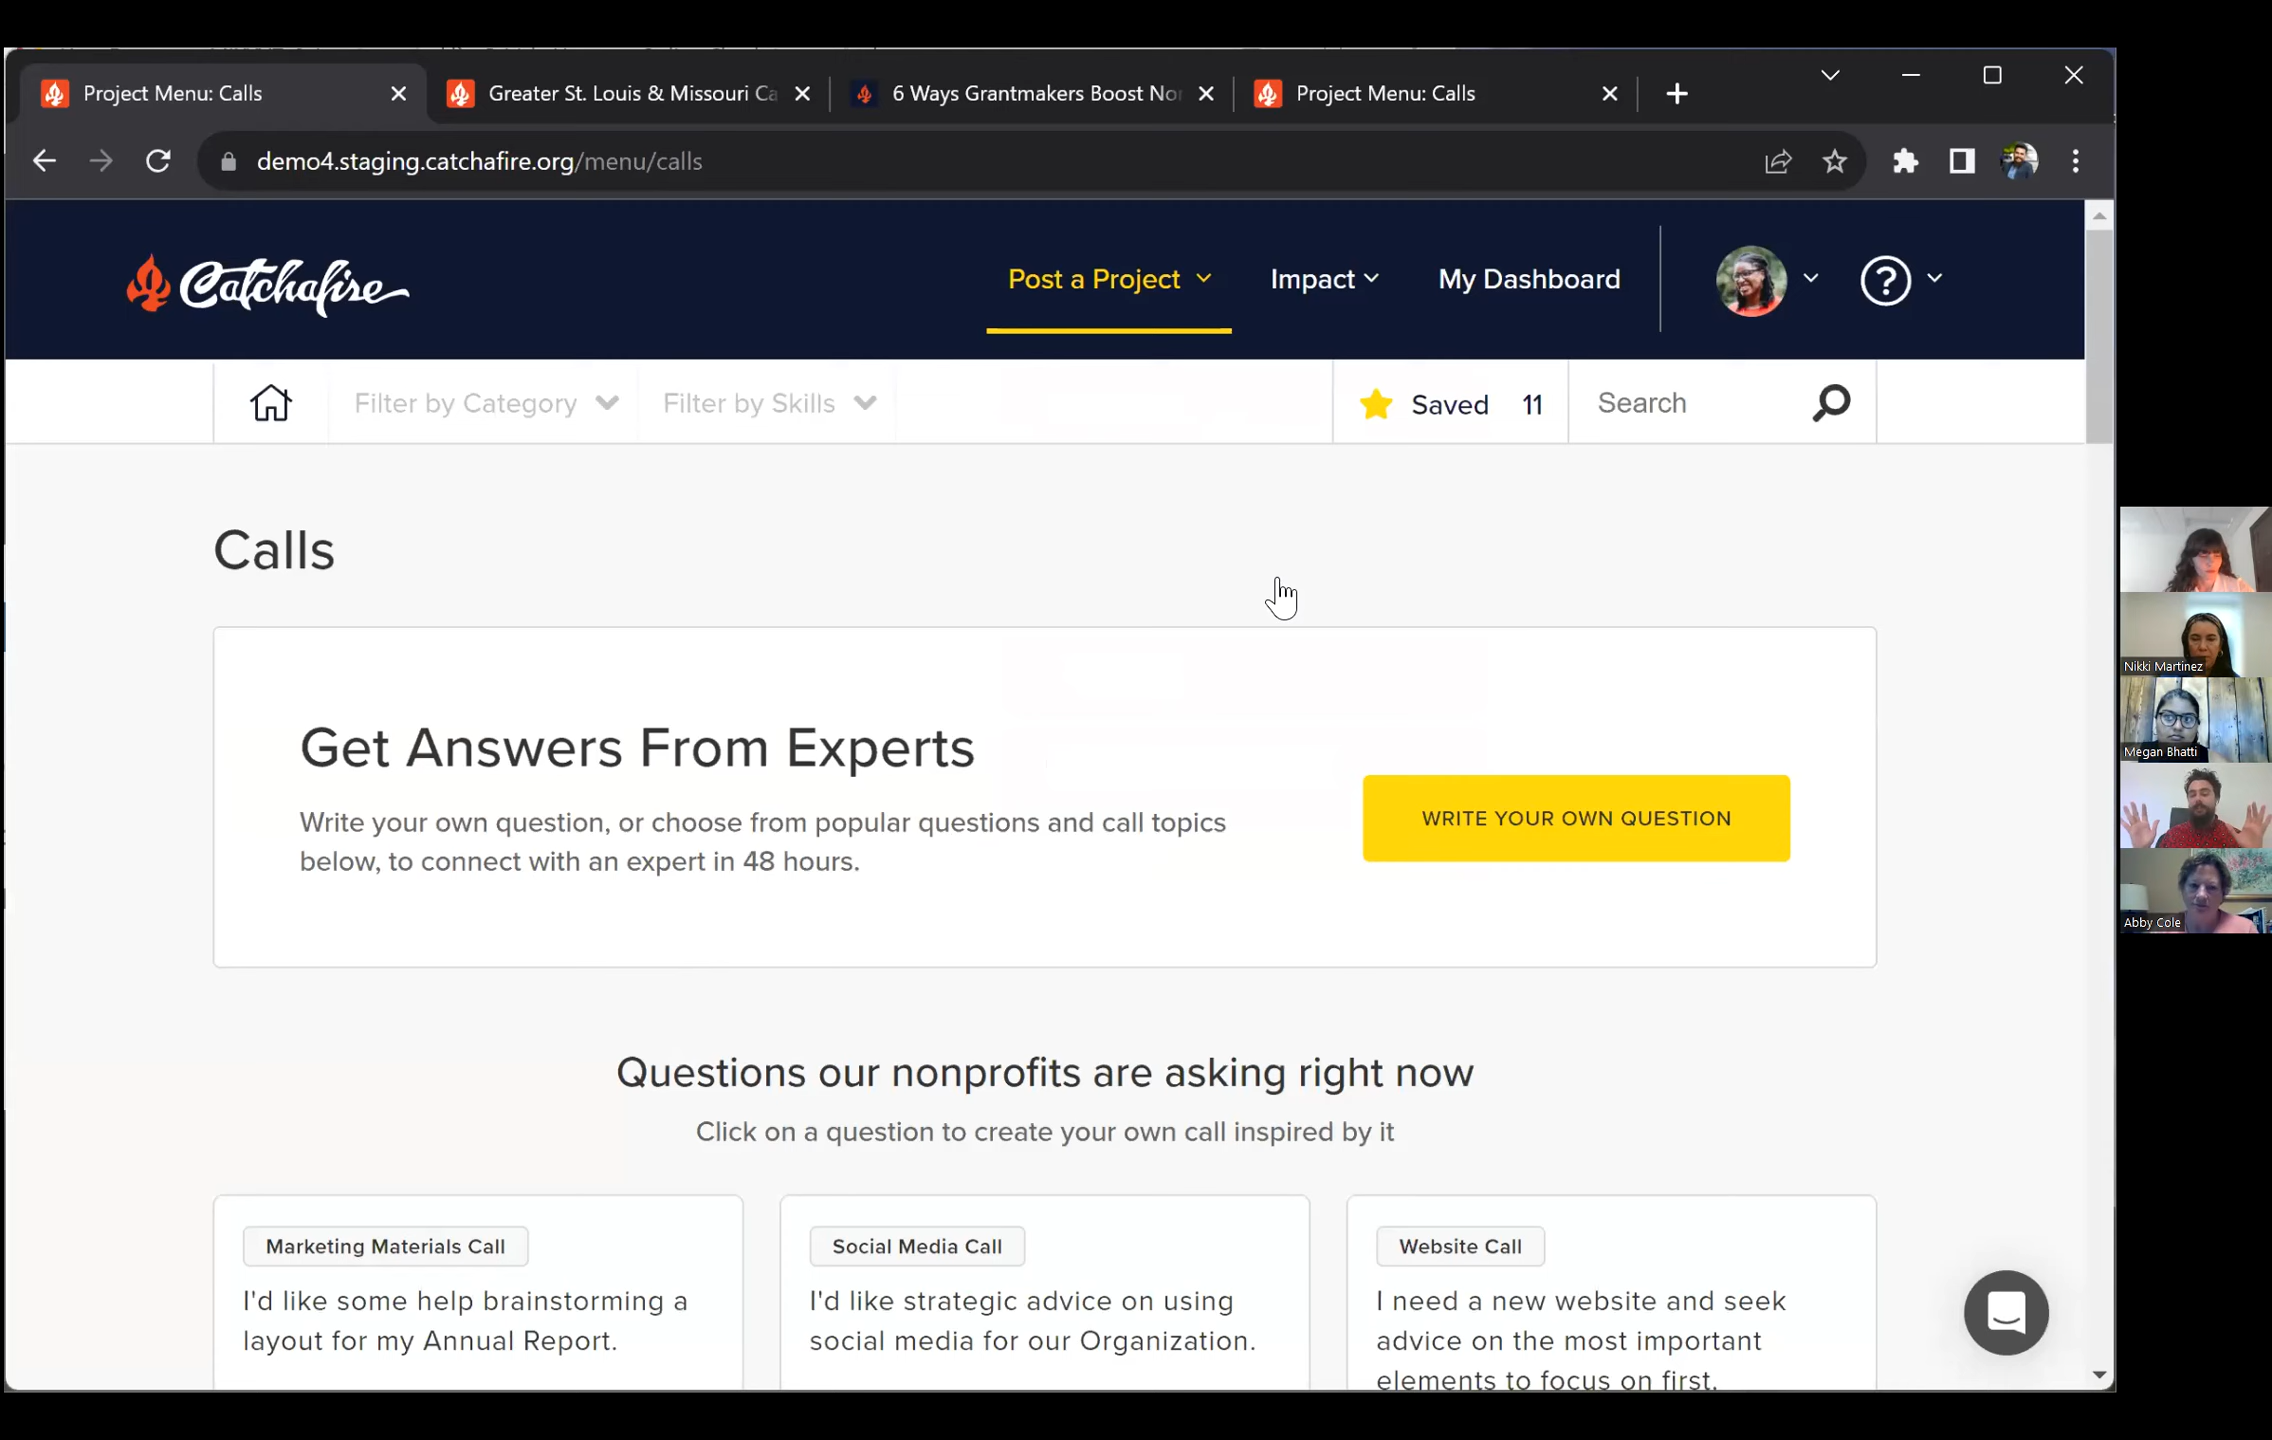 Project Menu: Calls
Greater St. Louis & Missouri Ca
6 Ways Grantmakers Boost No
Project Menu: Calls
demo4.staging.catchafire.org/menu/calls
Catchafire
Post a Project
Impact
My Dashboard
?
Filter by Category
Filter by Skills
Saved 11
Search
Calls
Get Answers From Experts
Write your own question, or choose from popular questions and call topics
below, to connect with an expert in 48 hours.
WRITE YOUR OWN QUESTION
Questions our nonprofits are asking right now
Click on a question to create your own call inspired by it
Marketing Materials Call
I'd like some help brainstorming a
layout for my Annual Report.
Social Media Call
I'd like strategic advice on using
social media for our Organization.
Website Call
I need a new website and seek
advice on the most important
elements to focus on first.
Nikki Martinez
Megan Bhatti
Abby Cole